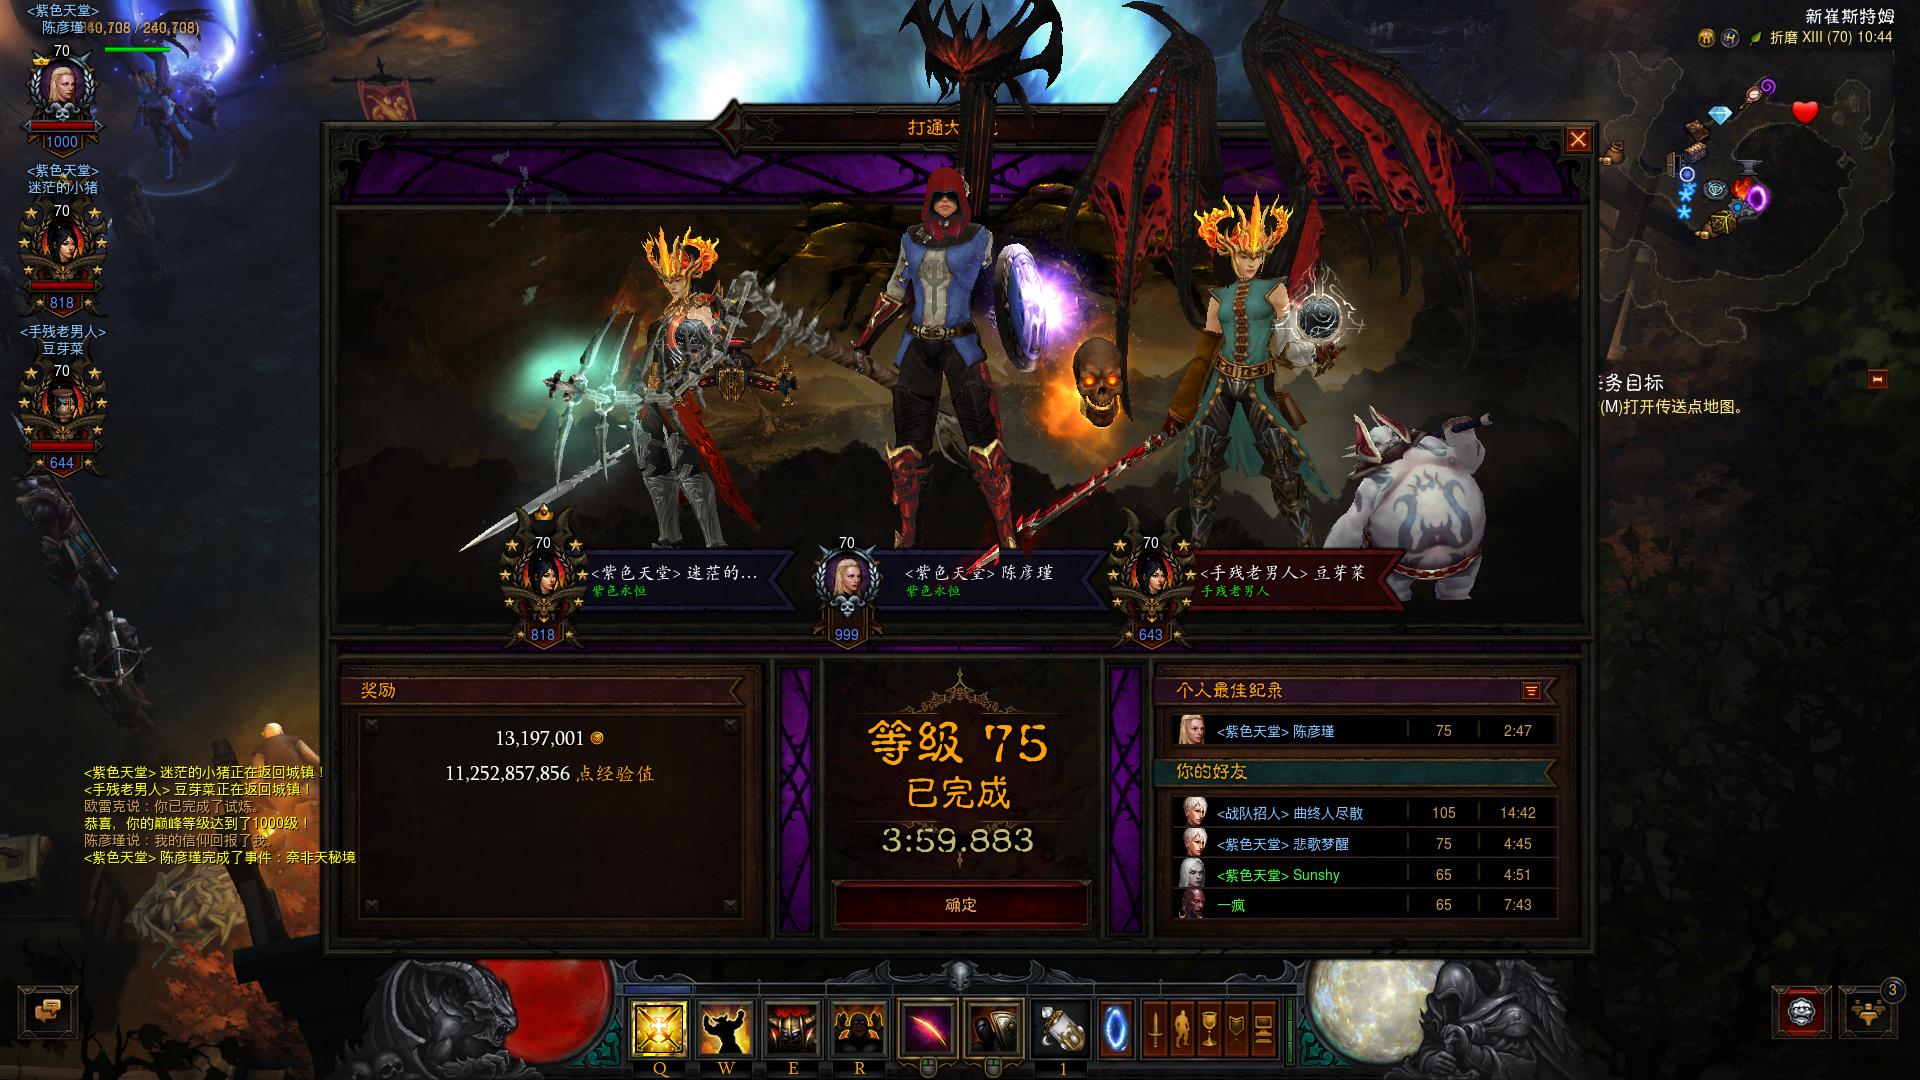 <紫色天堂>
陈彦瑾
40,708 / 240,708)
70
1000
<紫色天堂>
迷茫的小猪
70
818
<手残老男人>
豆芽菜
70
644
新崔斯特姆
折磨 XIII (70) 10:44
务目标
(M)打开传送点地图。
打通大
70
<紫色天堂> 迷茫的...
紫色永恒
818
70
<紫色天堂> 陈彦瑾
紫色永恒
999
70
<手残老男人> 豆芽菜
手残老男人
643
奖励
13,197,001
11,252,857,856 点经验值
等级 75
已完成
3:59.883
确定
个人最佳纪录
<紫色天堂> 陈彦瑾 75 2:47
你的好友
<战队招人> 曲终人尽散 105 14:42
<紫色天堂> 悲歌梦醒 75 4:45
<紫色天堂> Sunshy 65 4:51
一疯 65 7:43
<紫色天堂> 迷茫的小猪正在返回城镇！
<手残老男人> 豆芽菜正在返回城镇！
欧雷克说：你已完成了试炼。
恭喜，你的巅峰等级达到了1000级！
陈彦瑾说：我的信仰回报了我。
<紫色天堂> 陈彦瑾完成了事件：奈非天秘境
Q
W
E
R
1
3